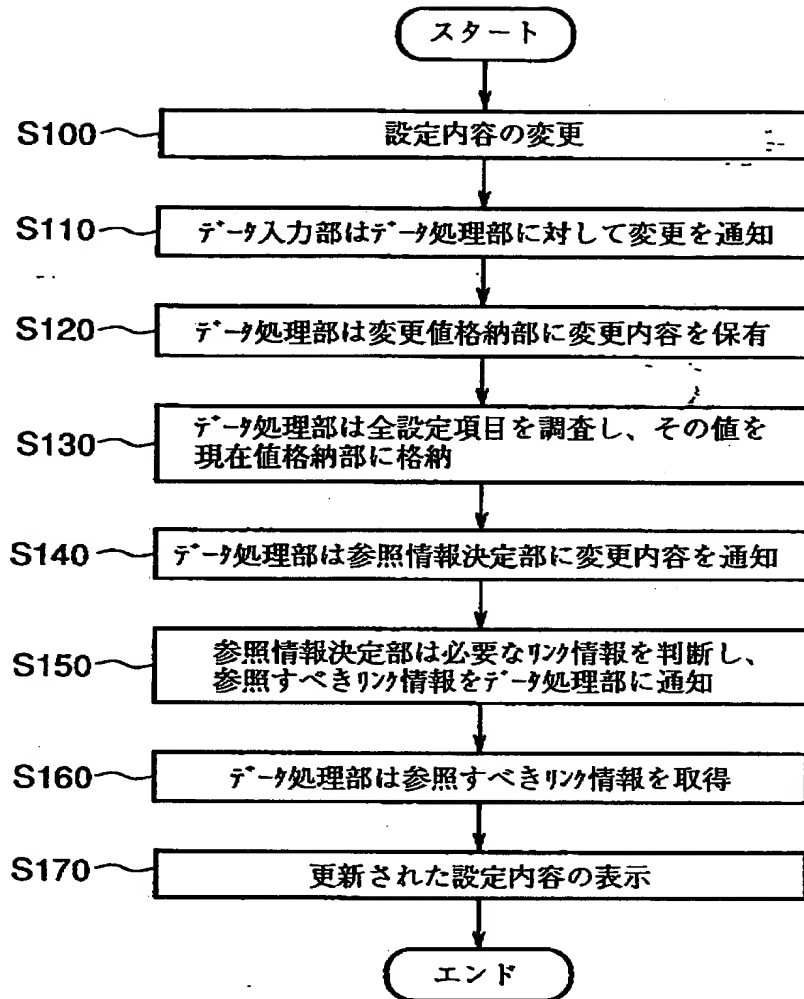 スタート
S100
設定内容の変更
S110
データ入力部はデータ処理部に対して変更を通知
S120
データ処理部は変更値格納部に変更内容を保有
S130
データ処理部は全設定項目を調査し、その値を
現在値格納部に格納
S140
データ処理部は参照情報決定部に変更内容を通知
S150
参照情報決定部は必要なリンク情報を判断し、
参照すべきリンク情報をデータ処理部に通知
S160
データ処理部は参照すべきリンク情報を取得
S170
更新された設定内容の表示
エンド